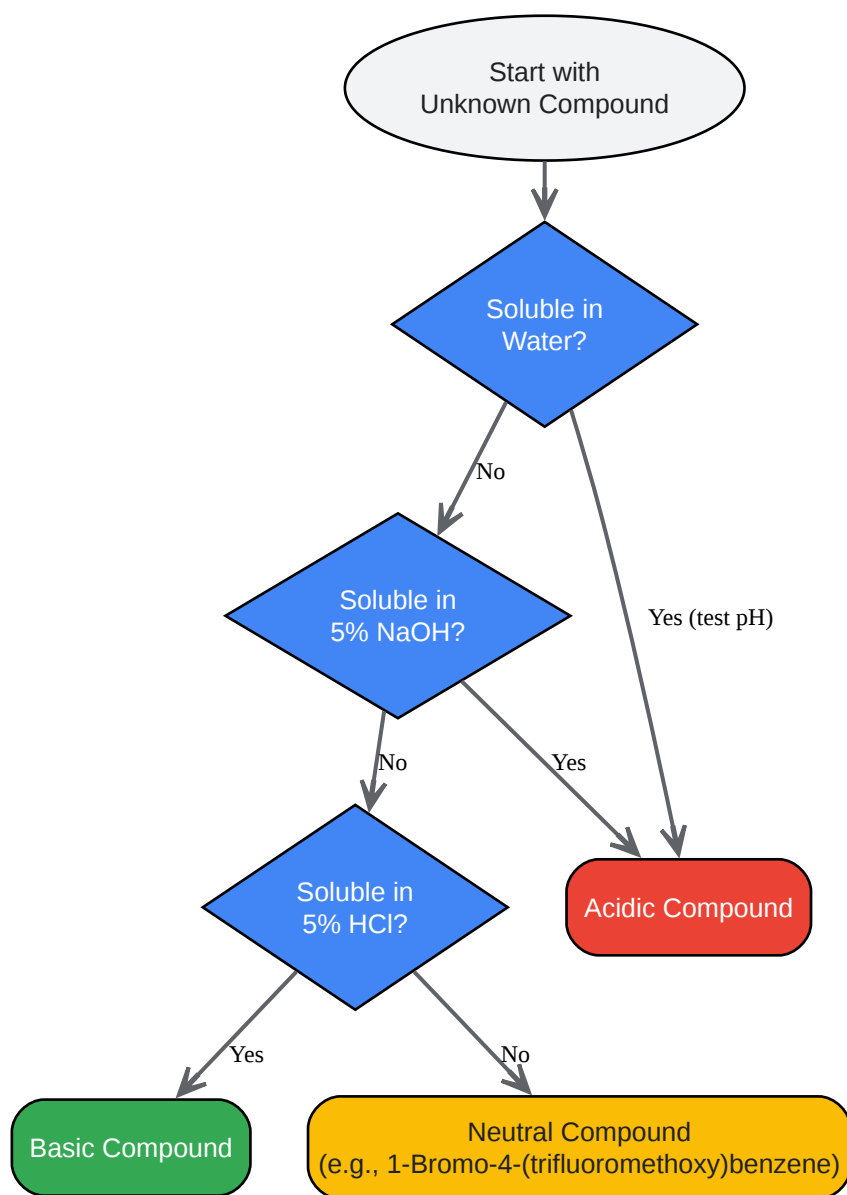 Start with
Unknown Compound
Soluble in
Water?
No
Soluble in
5% NaOH?
Yes (test pH)
No
Yes
Soluble in
5% HCl?
Acidic Compound
Yes
No
Basic Compound
Neutral Compound
(e.g., 1-Bromo-4-(trifluoromethoxy)benzene)